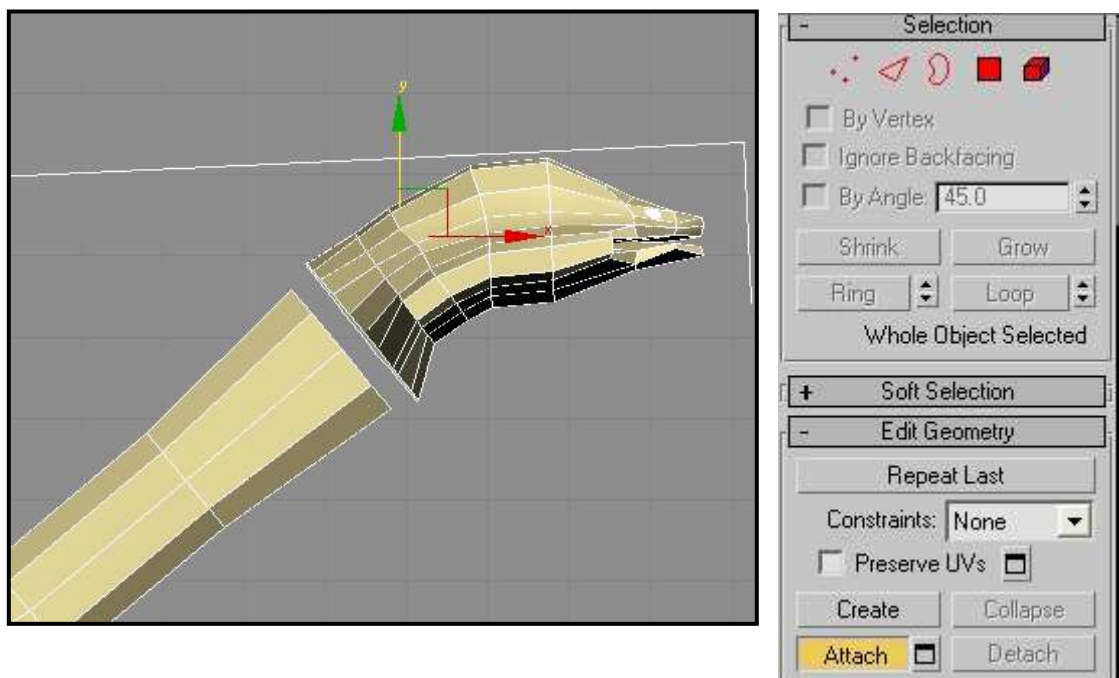 y
x
- Selection
By Vertex
Ignore Backfacing
By Angle: 45.0
Shrink Grow
Ring Loop
Whole Object Selected
+ Soft Selection
- Edit Geometry
Repeat Last
Constraints: None
Preserve UVs
Create Collapse
Attach Detach